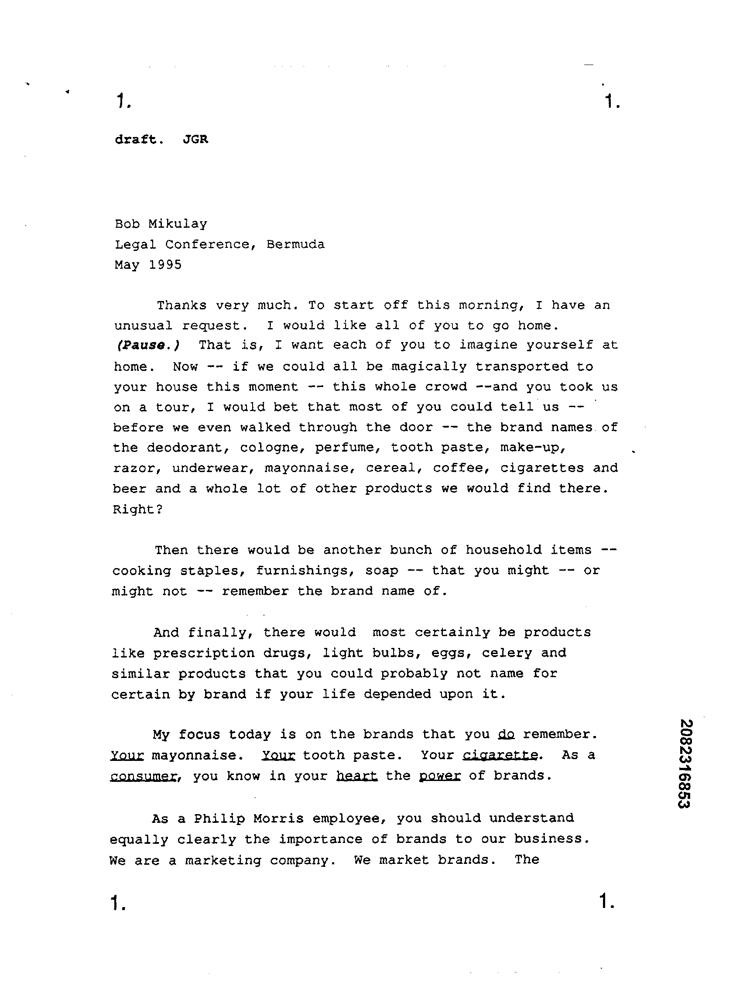 1. 1.
draft. JGR
Bob Mikulay
Legal Conference, Bermuda
May 1995
Thanks very much. To start off this morning, I have an
unusual request. I would like all of you to go home.
(Pause.) That is, I want each of you to imagine yourself at
home. Now -- if we could all be magically transported to
your house this moment -- this whole crowd --and you took us
on a tour, I would bet that most of you could tell us --
before we even walked through the door -- the brand names of
the deodorant, cologne, perfume, tooth paste, make-up,
razor, underwear, mayonnaise, cereal, coffee, cigarettes and
beer and a whole lot of other products we would find there.
Right?
Then there would be another bunch of household items --
cooking staples, furnishings, soap -- that you might -- or
might not -- remember the brand name of.
And finally, there would most certainly be products
like prescription drugs, light bulbs, eggs, celery and
similar products that you could probably not name for
certain by brand if your life depended upon it.
My focus today is on the brands that you do remember.
Your mayonnaise. Your tooth paste. Your cigarette. As a
consumer, you know in your heart the power of brands.
As a Philip Morris employee, you should understand
equally clearly the importance of brands to our business.
We are a marketing company. We market brands. The
1. 1.
2082316853